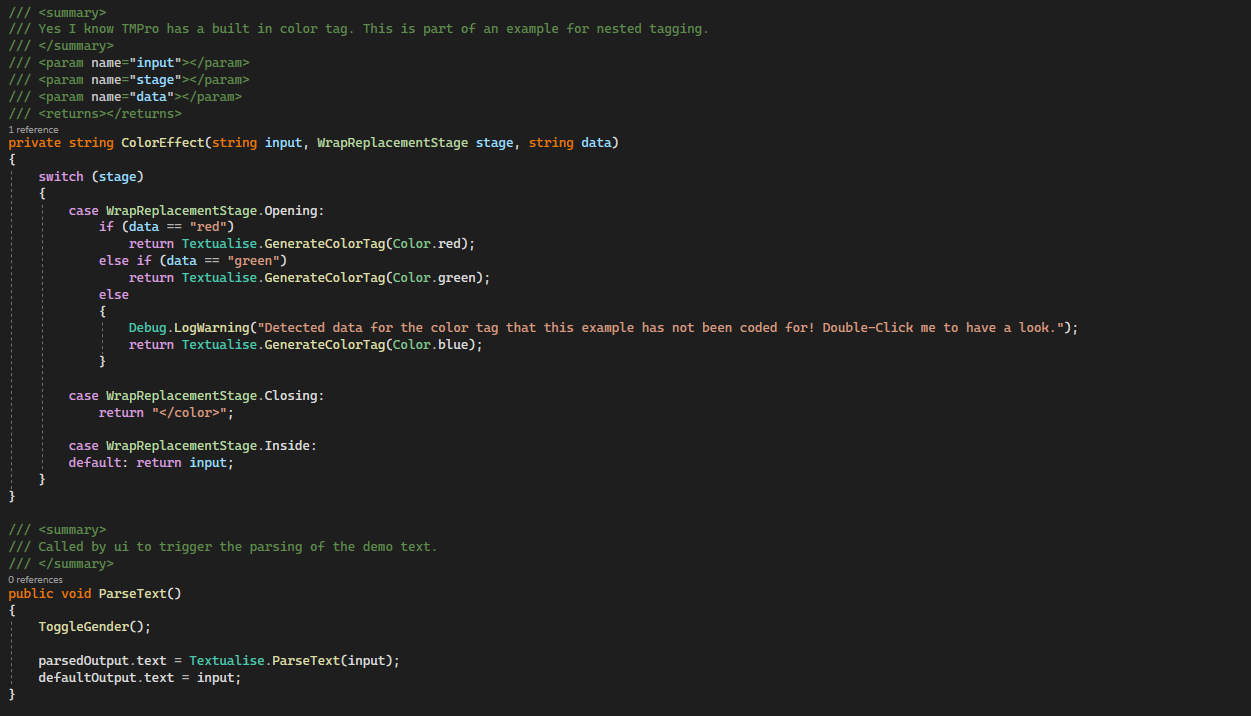 /// <summary>
/// Yes I know TMPro has a built in color tag. This is part of an example for nested tagging.
/// </summary>
/// <param name="input"></param>
/// <param name="stage"></param>
/// <param name="data"></param>
/// <returns></returns>
1 reference
private string ColorEffect(string input, WrapReplacementStage stage, string data)
{
    switch (stage)
    {
        case WrapReplacementStage.Opening:
            if (data == "red")
                return Textualise.GenerateColorTag(Color.red);
            else if (data == "green")
                return Textualise.GenerateColorTag(Color.green);
            else
            {
                Debug.LogWarning("Detected data for the color tag that this example has not been coded for! Double-Click me to have a look.");
                return Textualise.GenerateColorTag(Color.blue);
            }

        case WrapReplacementStage.Closing:
            return "</color>";

        case WrapReplacementStage.Inside:
        default: return input;
    }
}

/// <summary>
/// Called by ui to trigger the parsing of the demo text.
/// </summary>
0 references
public void ParseText()
{
    ToggleGender();

    parsedOutput.text = Textualise.ParseText(input);
    defaultOutput.text = input;
}